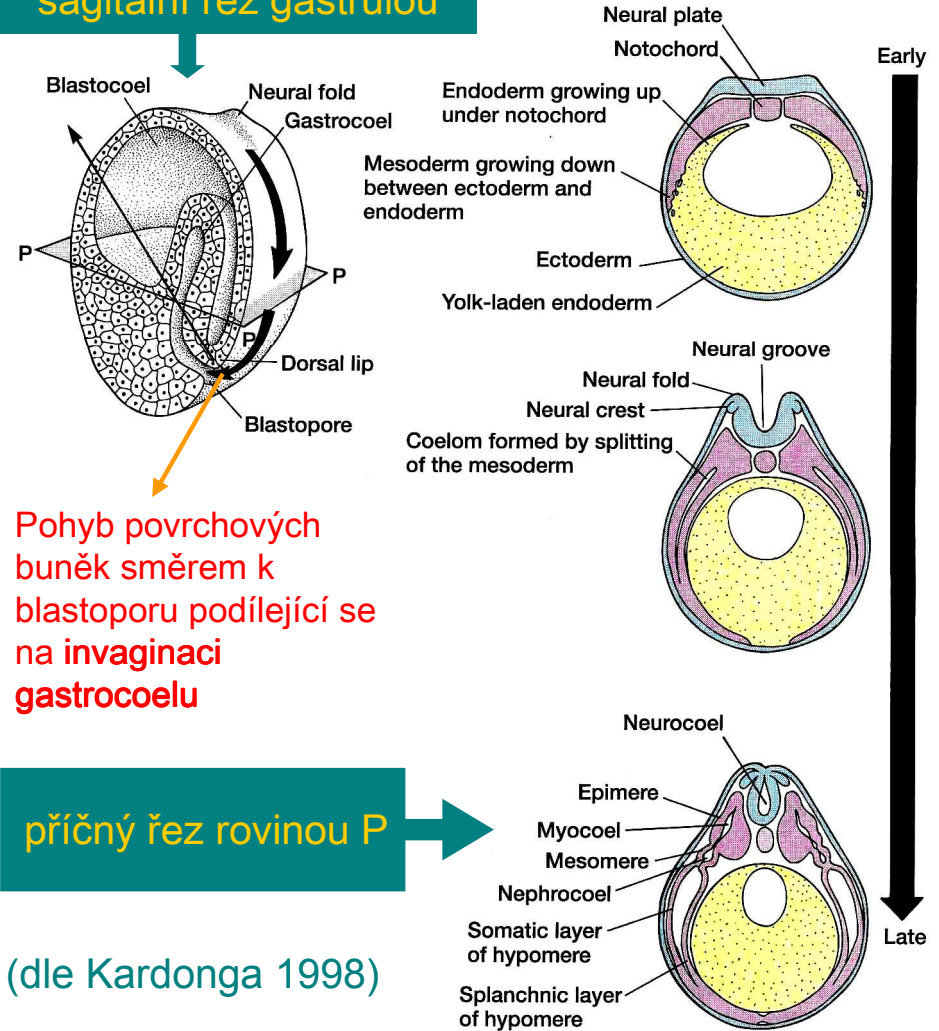 sagitální řez gastrulou
Blastocoel
Neural fold
Gastrocoel
P
P
P
Dorsal lip
Blastopore
Pohyb povrchových
buněk směrem k
blastoporu podílející se
na invaginaci
gastrocoelu
příčný řez rovinou P
(dle Kardonga 1998)
Neural plate
Notochord
Endoderm growing up
under notochord
Mesoderm growing down
between ectoderm and
endoderm
Ectoderm
Yolk-laden endoderm
Neural groove
Neural fold
Neural crest
Coelom formed by splitting
of the mesoderm
Neurocoel
Epimere
Myocoel
Mesomere
Nephrocoel
Somatic layer
of hypomere
Splanchnic layer
of hypomere
Early
Late